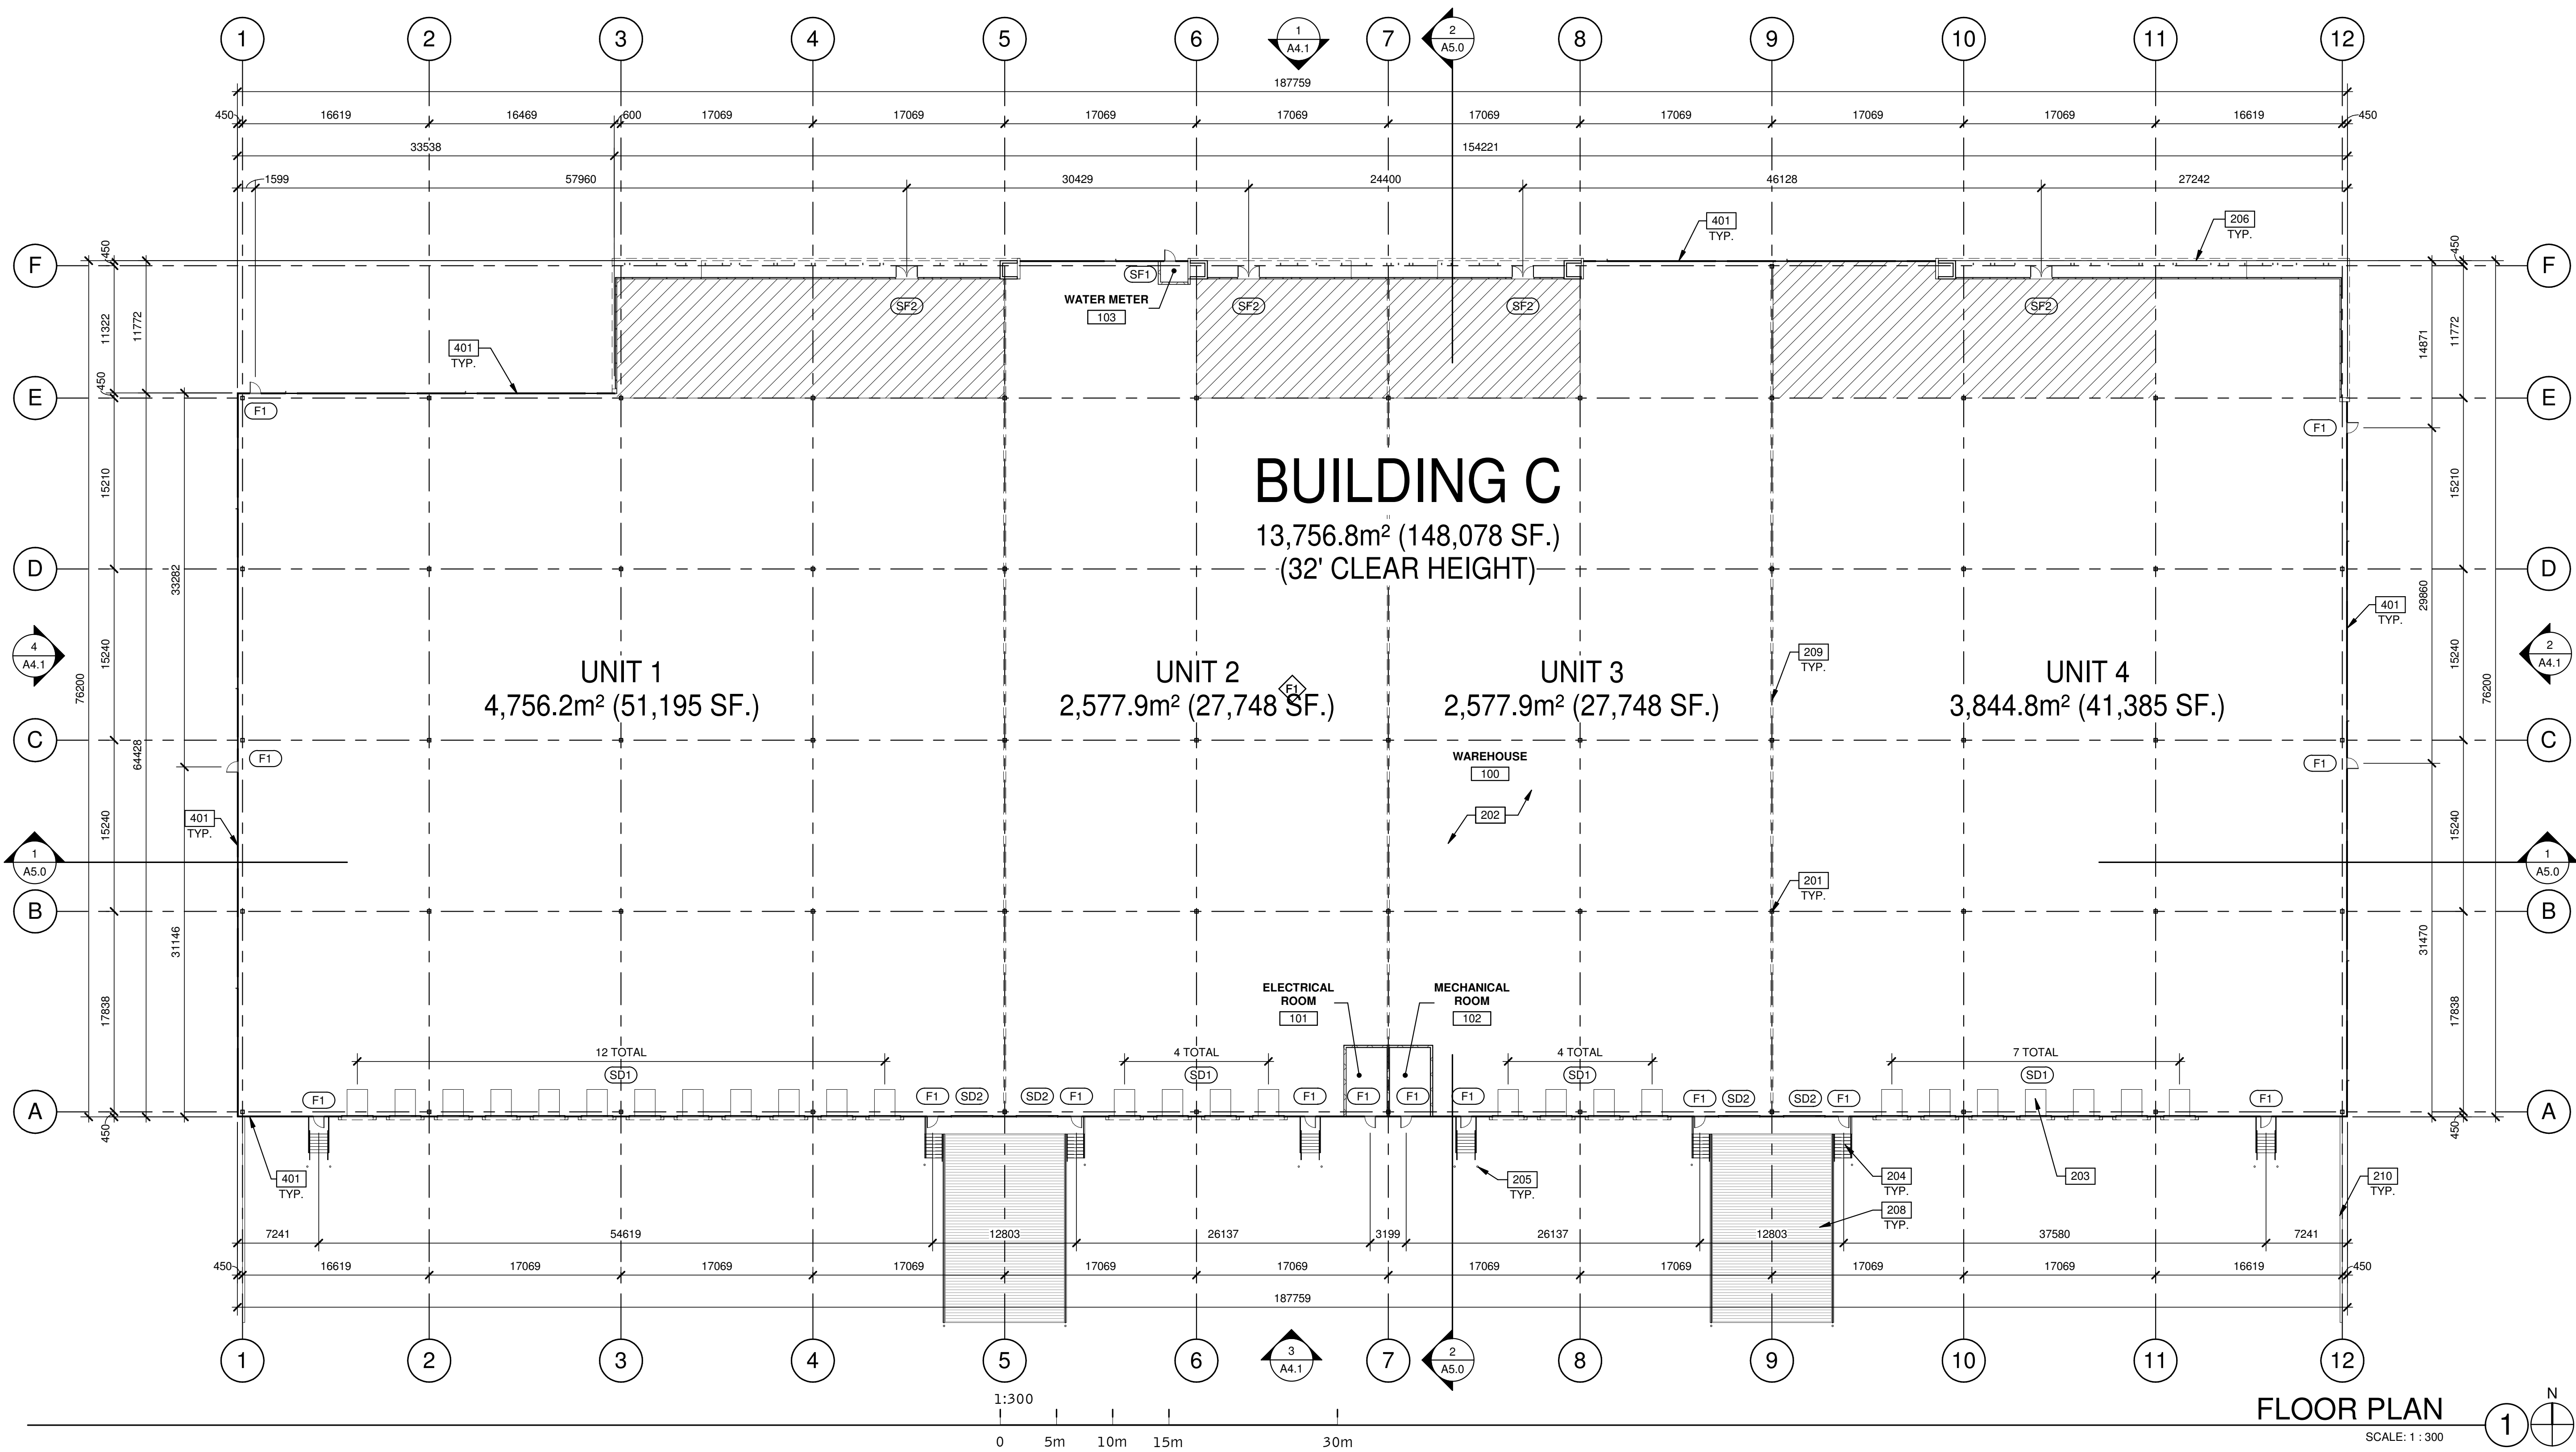 1 2 3 4 5 6 7 8 9 10 11 12
1
A4.1
2
A5.0
187759
450 16619 16469 600 17069 17069 17069 17069 17069 17069 17069 17069 16619 450
33538 154221
1599 57960 30429 24400 46128 27242
401
TYP.
206
TYP.
F
F
450
450
SF1
WATER METER
103
SF2
SF2
SF2
SF2
11322
11772
14871
11772
401
TYP.
450
E
E
F1
F1
BUILDING C
13,756.8m² (148,078 SF.)
(32' CLEAR HEIGHT)
15210
15210
D
D
33282
29860
401
TYP.
4
A4.1
2
A4.1
15240
15240
76200
76200
UNIT 1
4,756.2m² (51,195 SF.)
UNIT 2
2,577.9m² (27,748 SF.)
F1
UNIT 3
2,577.9m² (27,748 SF.)
209
TYP.
UNIT 4
3,844.8m² (41,385 SF.)
C
C
64428
F1
F1
WAREHOUSE
100
202
15240
15240
401
TYP.
1
A5.0
1
A5.0
201
TYP.
B
B
31146
31470
17838
17838
ELECTRICAL
ROOM
101
MECHANICAL
ROOM
102
12 TOTAL
SD1
4 TOTAL
SD1
4 TOTAL
SD1
7 TOTAL
SD1
A
A
F1 F1 SD2 SD2 F1 F1 F1 F1 F1 F1 SD2 SD2 F1 F1
450
450
401
TYP.
205
TYP.
204
TYP.
203
210
TYP.
208
TYP.
7241 54619 12803 26137 3199 26137 12803 37580 7241
450 16619 17069 17069 17069 17069 17069 17069 17069 17069 17069 16619 450
187759
1 2 3 4 5 6 7 8 9 10 11 12
3
A4.1
2
A5.0
1:300
0 5m 10m 15m 30m
FLOOR PLAN
SCALE: 1 : 300
1
N